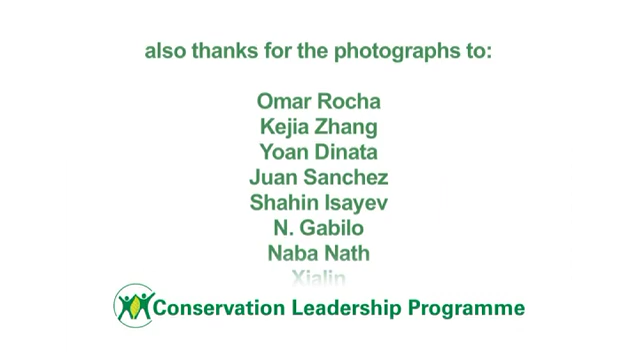 also thanks for the photographs to:
Omar Rocha
Kejia Zhang
Yoan Dinata
Juan Sanchez
Shahin Isayev
N. Gabilo
Naba Nath
Xialin
Conservation Leadership Programme